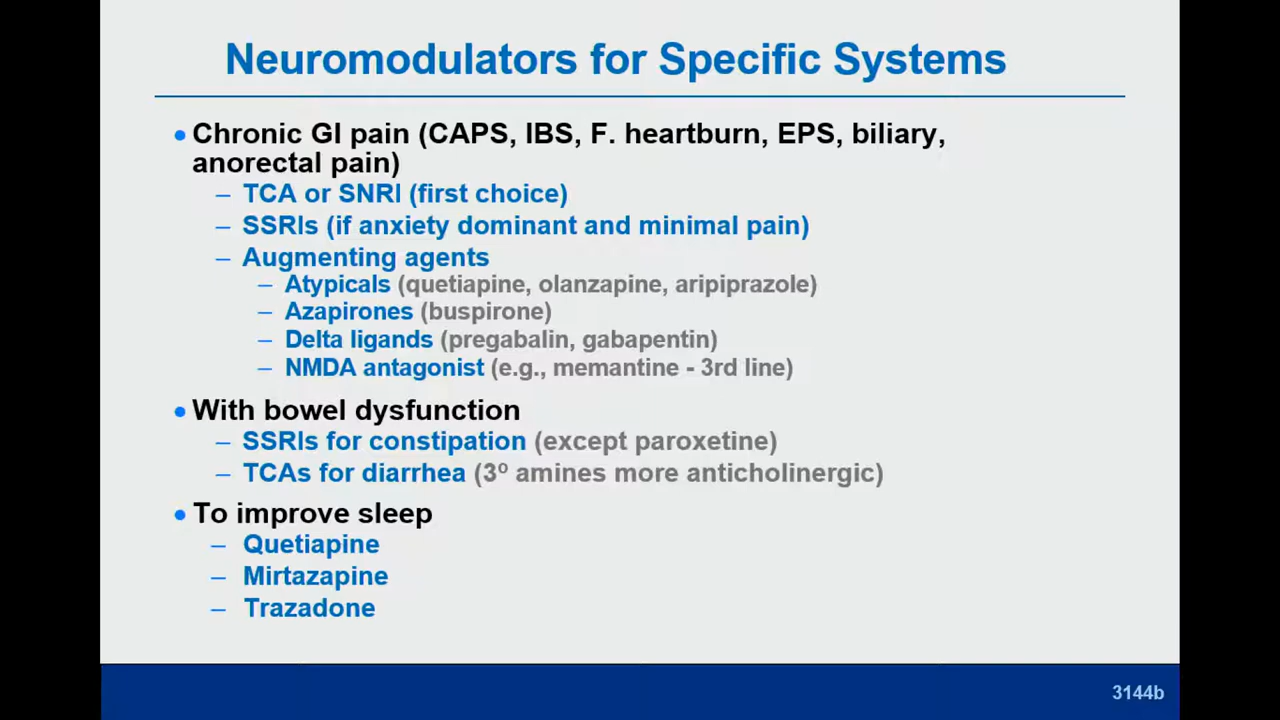 Neuromodulators for Specific Systems
• Chronic GI pain (CAPS, IBS, F. heartburn, EPS, biliary,
anorectal pain)
– TCA or SNRI (first choice)
– SSRIs (if anxiety dominant and minimal pain)
– Augmenting agents
– Atypicals (quetiapine, olanzapine, aripiprazole)
– Azapirones (buspirone)
– Delta ligands (pregabalin, gabapentin)
– NMDA antagonist (e.g., memantine - 3rd line)
• With bowel dysfunction
– SSRIs for constipation (except paroxetine)
– TCAs for diarrhea (3º amines more anticholinergic)
• To improve sleep
– Quetiapine
– Mirtazapine
– Trazadone
3144b